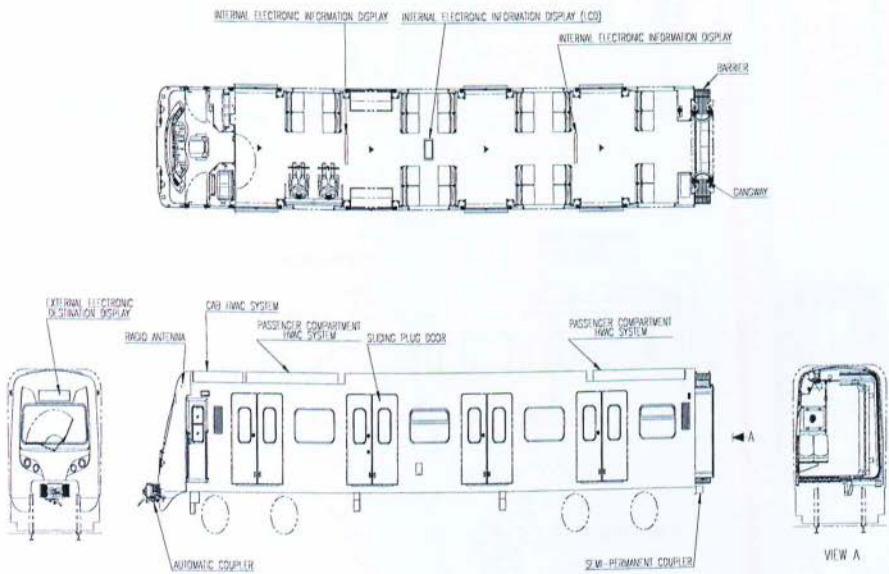 INTERNAL ELECTRONIC INFORMATION DISPLAY
INTERNAL ELECTRONIC INFORMATION DISPLAY (LCD)
INTERNAL ELECTRONIC INFORMATION DISPLAY
BARRIER
GANGWAY
EXTERNAL ELECTRONIC
DESTINATION DISPLAY
CAB HVAC SYSTEM
RADIO ANTENNA
PASSENGER COMPARTMENT
HVAC SYSTEM
SLIDING PLUG DOOR
PASSENGER COMPARTMENT
HVAC SYSTEM
A
AUTOMATIC COUPLER
SEMI-PERMANENT COUPLER
VIEW A